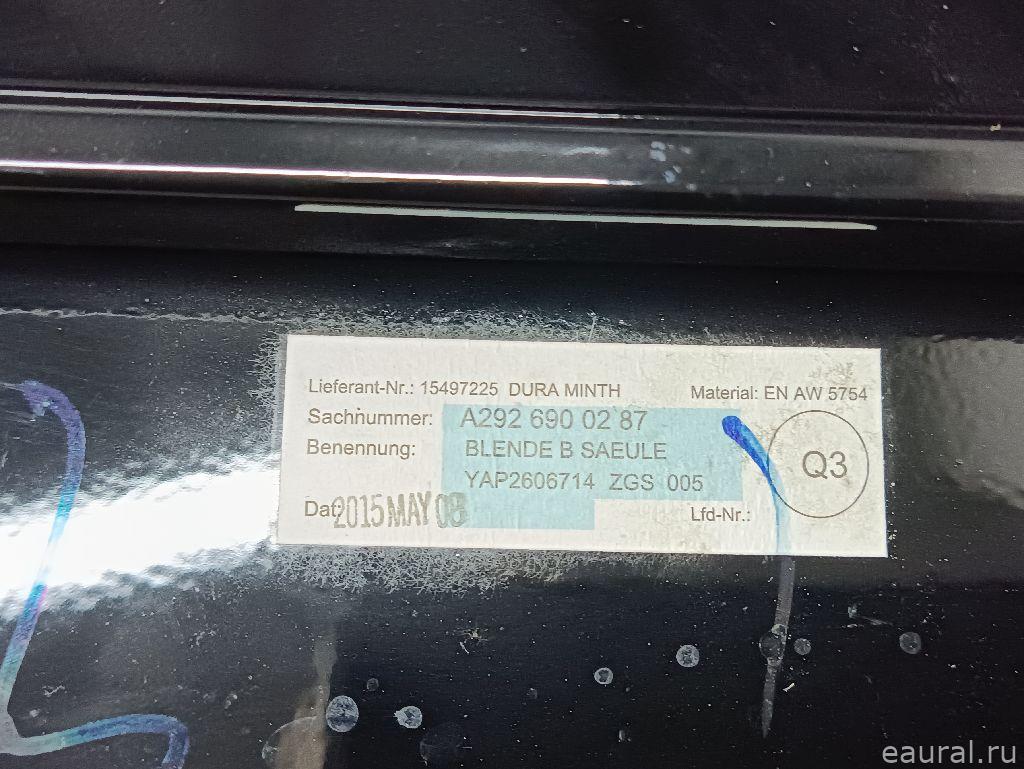 Lieferant-Nr.: 15497225 DURA MINTH
Material: EN AW 5754
Sachnummer: A292 690 02 87
Benennung: BLENDE B SAEULE
YAP2606714 ZGS 005
Q3
Dat 2015 MAY 08
Lfd-Nr.:
eaural.ru